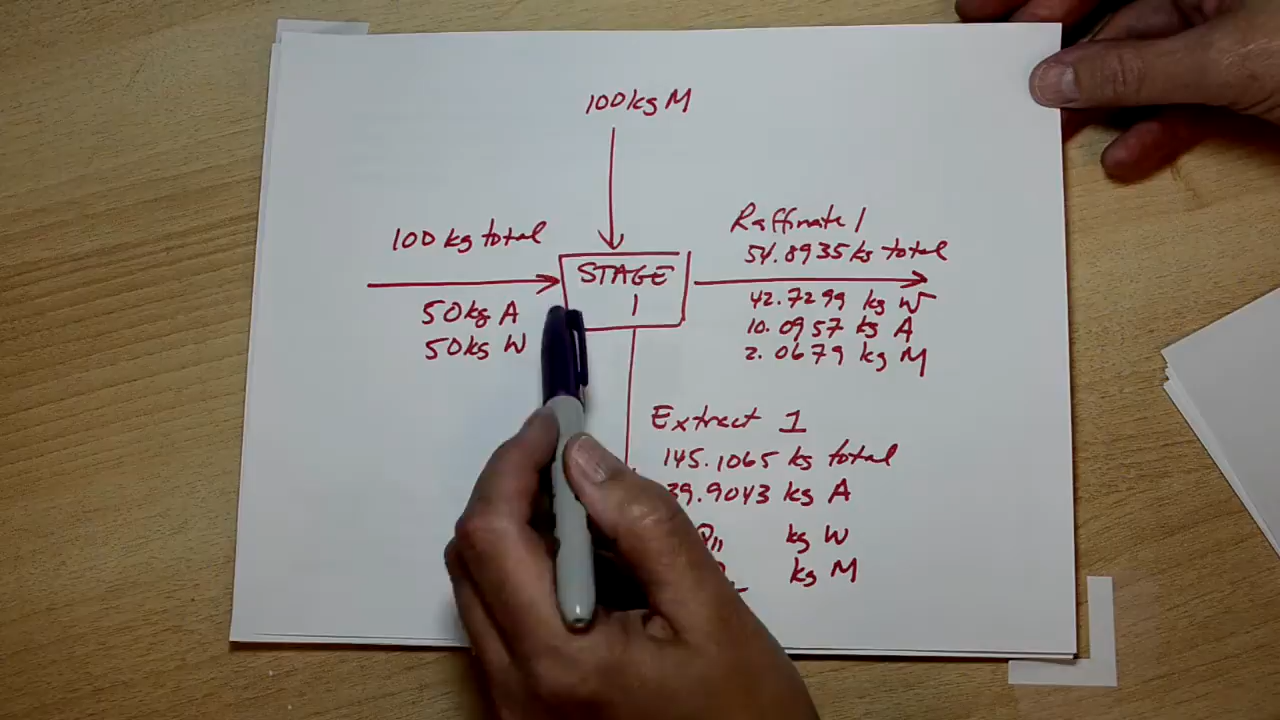 100 kg M
100 kg total
50 kg A
50 kg W
STAGE
1
Raffinate 1
54.8935 kg total
42.7299 kg W
10.0957 kg A
2.0679 kg M
Extract 1
145.1065 kg total
39.9043 kg A
kg W
kg M